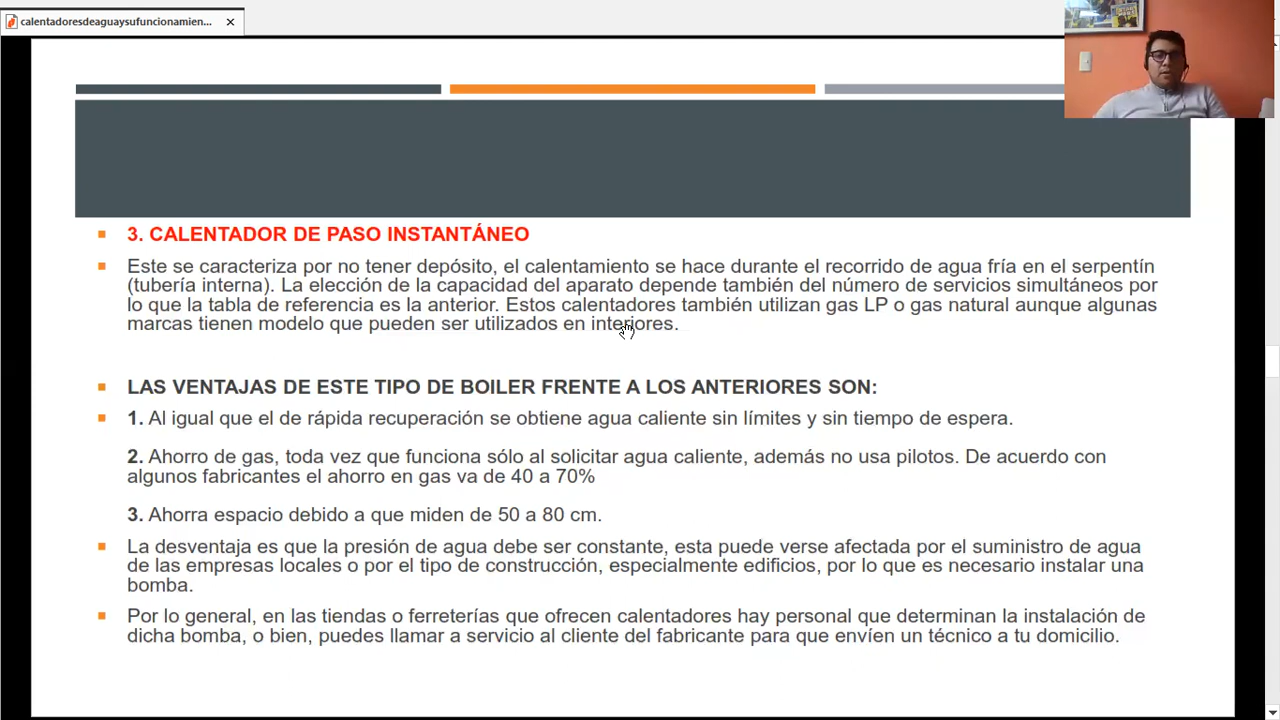 calentadoresdeaguaysufuncionamien...
3. CALENTADOR DE PASO INSTANTÁNEO
Este se caracteriza por no tener depósito, el calentamiento se hace durante el recorrido de agua fría en el serpentín
(tubería interna). La elección de la capacidad del aparato depende también del número de servicios simultáneos por
lo que la tabla de referencia es la anterior. Estos calentadores también utilizan gas LP o gas natural aunque algunas
marcas tienen modelo que pueden ser utilizados en interiores.
LAS VENTAJAS DE ESTE TIPO DE BOILER FRENTE A LOS ANTERIORES SON:
1. Al igual que el de rápida recuperación se obtiene agua caliente sin límites y sin tiempo de espera.
2. Ahorro de gas, toda vez que funciona sólo al solicitar agua caliente, además no usa pilotos. De acuerdo con
algunos fabricantes el ahorro en gas va de 40 a 70%
3. Ahorra espacio debido a que miden de 50 a 80 cm.
La desventaja es que la presión de agua debe ser constante, esta puede verse afectada por el suministro de agua
de las empresas locales o por el tipo de construcción, especialmente edificios, por lo que es necesario instalar una
bomba.
Por lo general, en las tiendas o ferreterías que ofrecen calentadores hay personal que determinan la instalación de
dicha bomba, o bien, puedes llamar a servicio al cliente del fabricante para que envíen un técnico a tu domicilio.